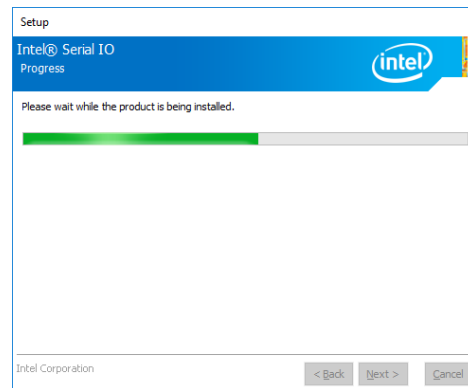 Setup
Intel® Serial IO
Progress
intel
Please wait while the product is being installed.
Intel Corporation
< Back Next > Cancel